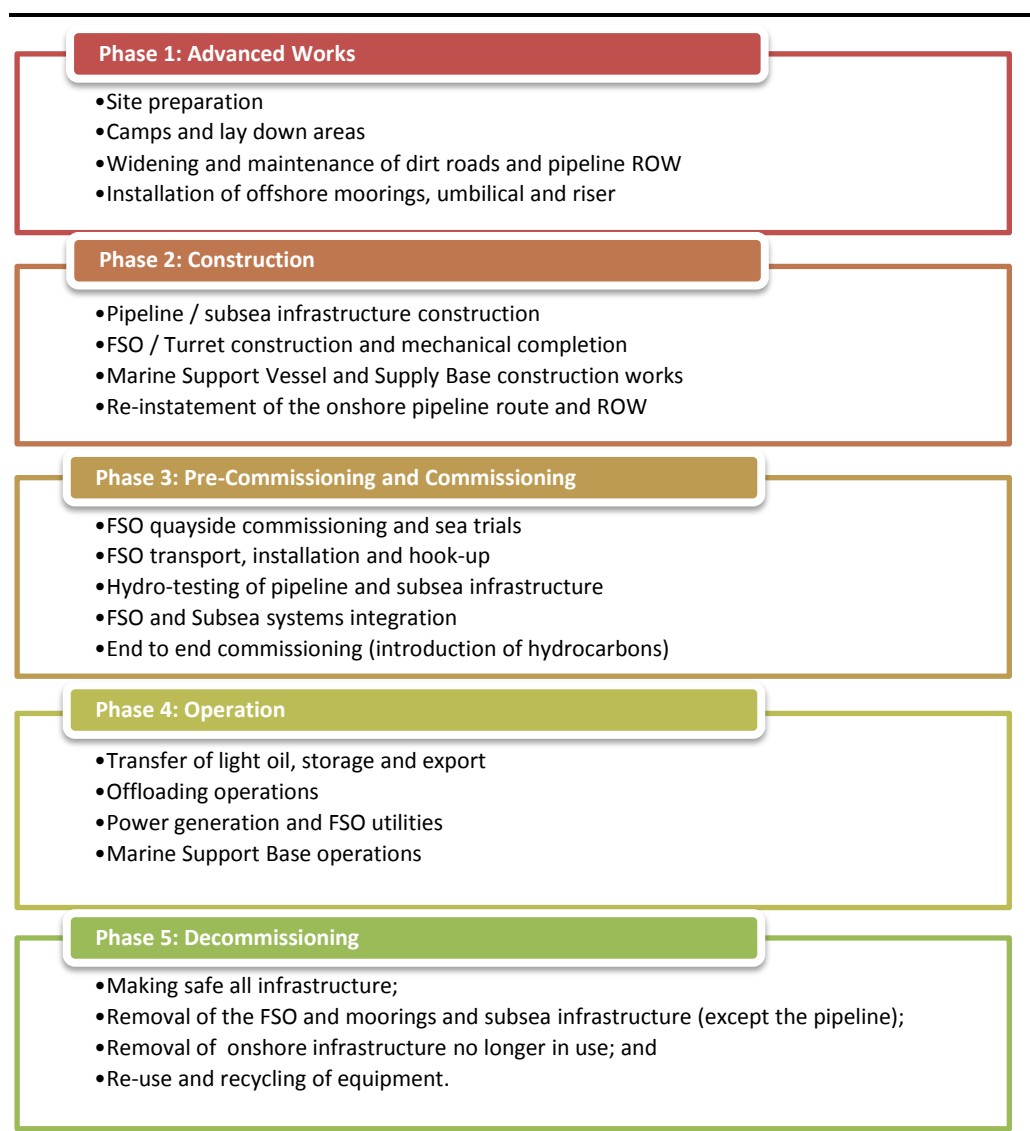 Phase 1: Advanced Works
•Site preparation
•Camps and lay down areas
•Widening and maintenance of dirt roads and pipeline ROW
•Installation of offshore moorings, umbilical and riser
Phase 2: Construction
•Pipeline / subsea infrastructure construction
•FSO / Turret construction and mechanical completion
•Marine Support Vessel and Supply Base construction works
•Re-instatement of the onshore pipeline route and ROW
Phase 3: Pre-Commissioning and Commissioning
•FSO quayside commissioning and sea trials
•FSO transport, installation and hook-up
•Hydro-testing of pipeline and subsea infrastructure
•FSO and Subsea systems integration
•End to end commissioning (introduction of hydrocarbons)
Phase 4: Operation
•Transfer of light oil, storage and export
•Offloading operations
•Power generation and FSO utilities
•Marine Support Base operations
Phase 5: Decommissioning
•Making safe all infrastructure;
•Removal of the FSO and moorings and subsea infrastructure (except the pipeline);
•Removal of  onshore infrastructure no longer in use; and
•Re-use and recycling of equipment.